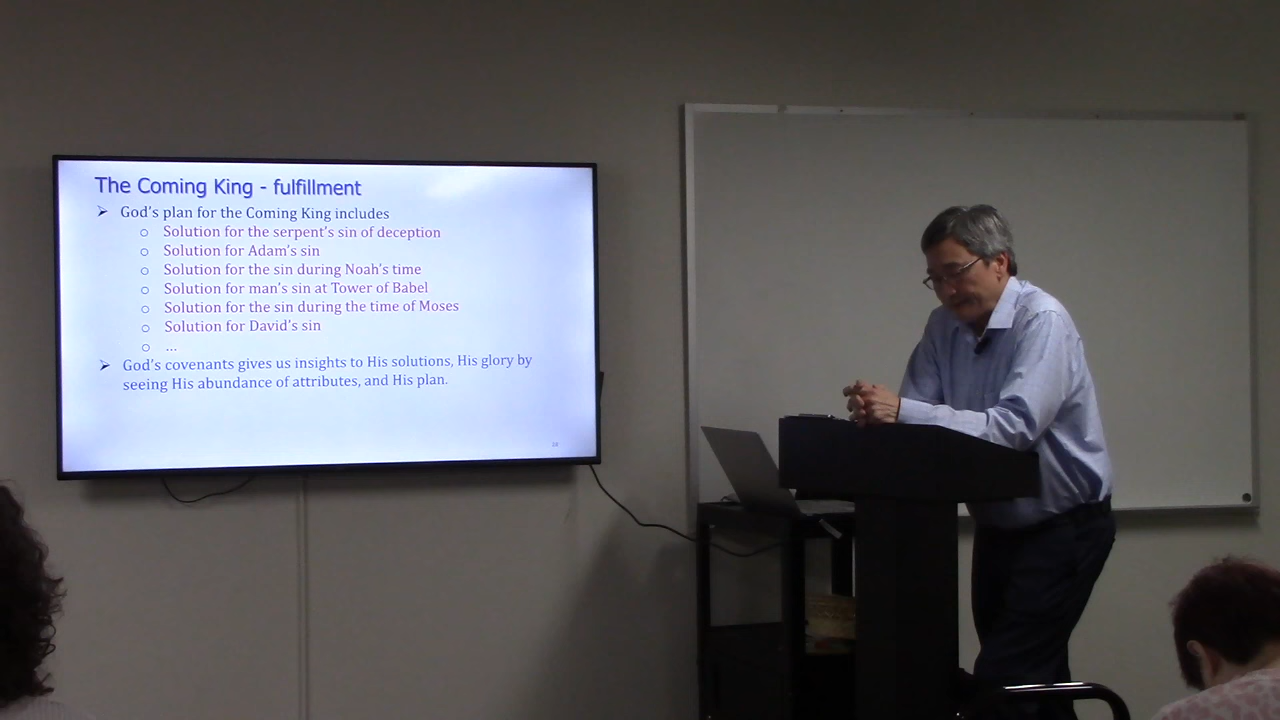 The Coming King - fulfillment
➢ God's plan for the Coming King includes
o Solution for the serpent's sin of deception
o Solution for Adam's sin
o Solution for the sin during Noah's time
o Solution for man's sin at Tower of Babel
o Solution for the sin during the time of Moses
o Solution for David's sin
o ...
➢ God's covenants gives us insights to His solutions, His glory by
seeing His abundance of attributes, and His plan.